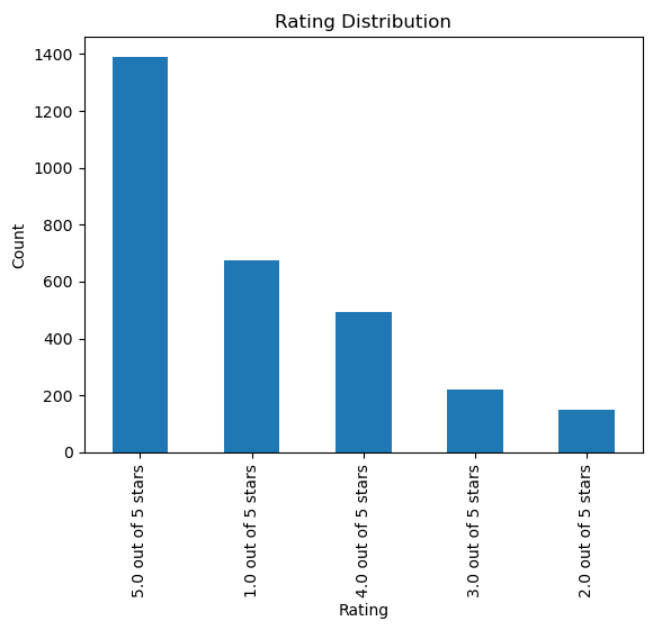 Rating Distribution
1400
1200
1000
800
600
400
200
0
Count
5.0 out of 5 stars
1.0 out of 5 stars
4.0 out of 5 stars
3.0 out of 5 stars
2.0 out of 5 stars
Rating